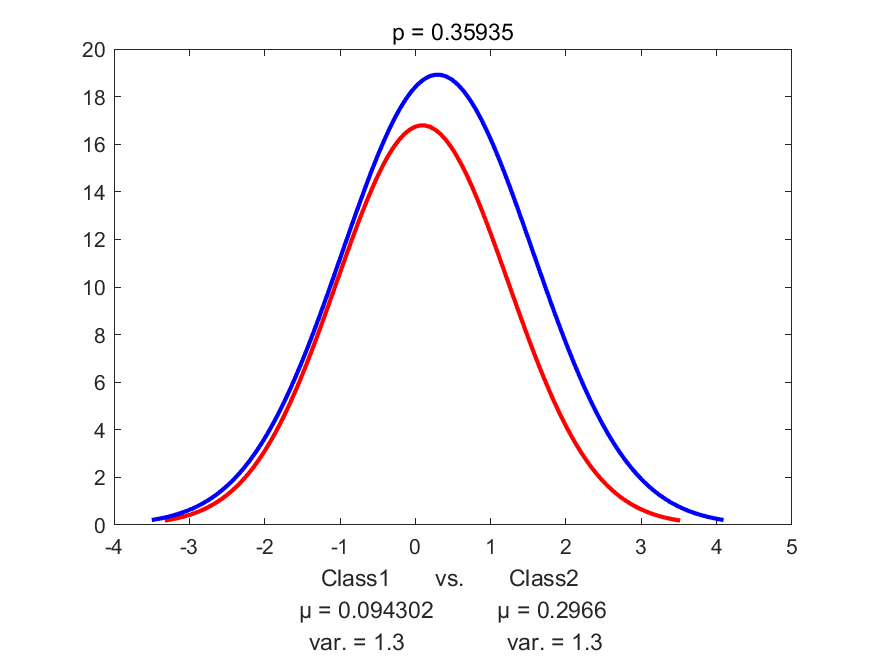 p = 0.35935
20
18
16
14
12
10
8
6
4
2
0
-4 -3 -2 -1 0 1 2 3 4 5
Class1 vs. Class2
μ = 0.094302 μ = 0.2966
var. = 1.3 var. = 1.3